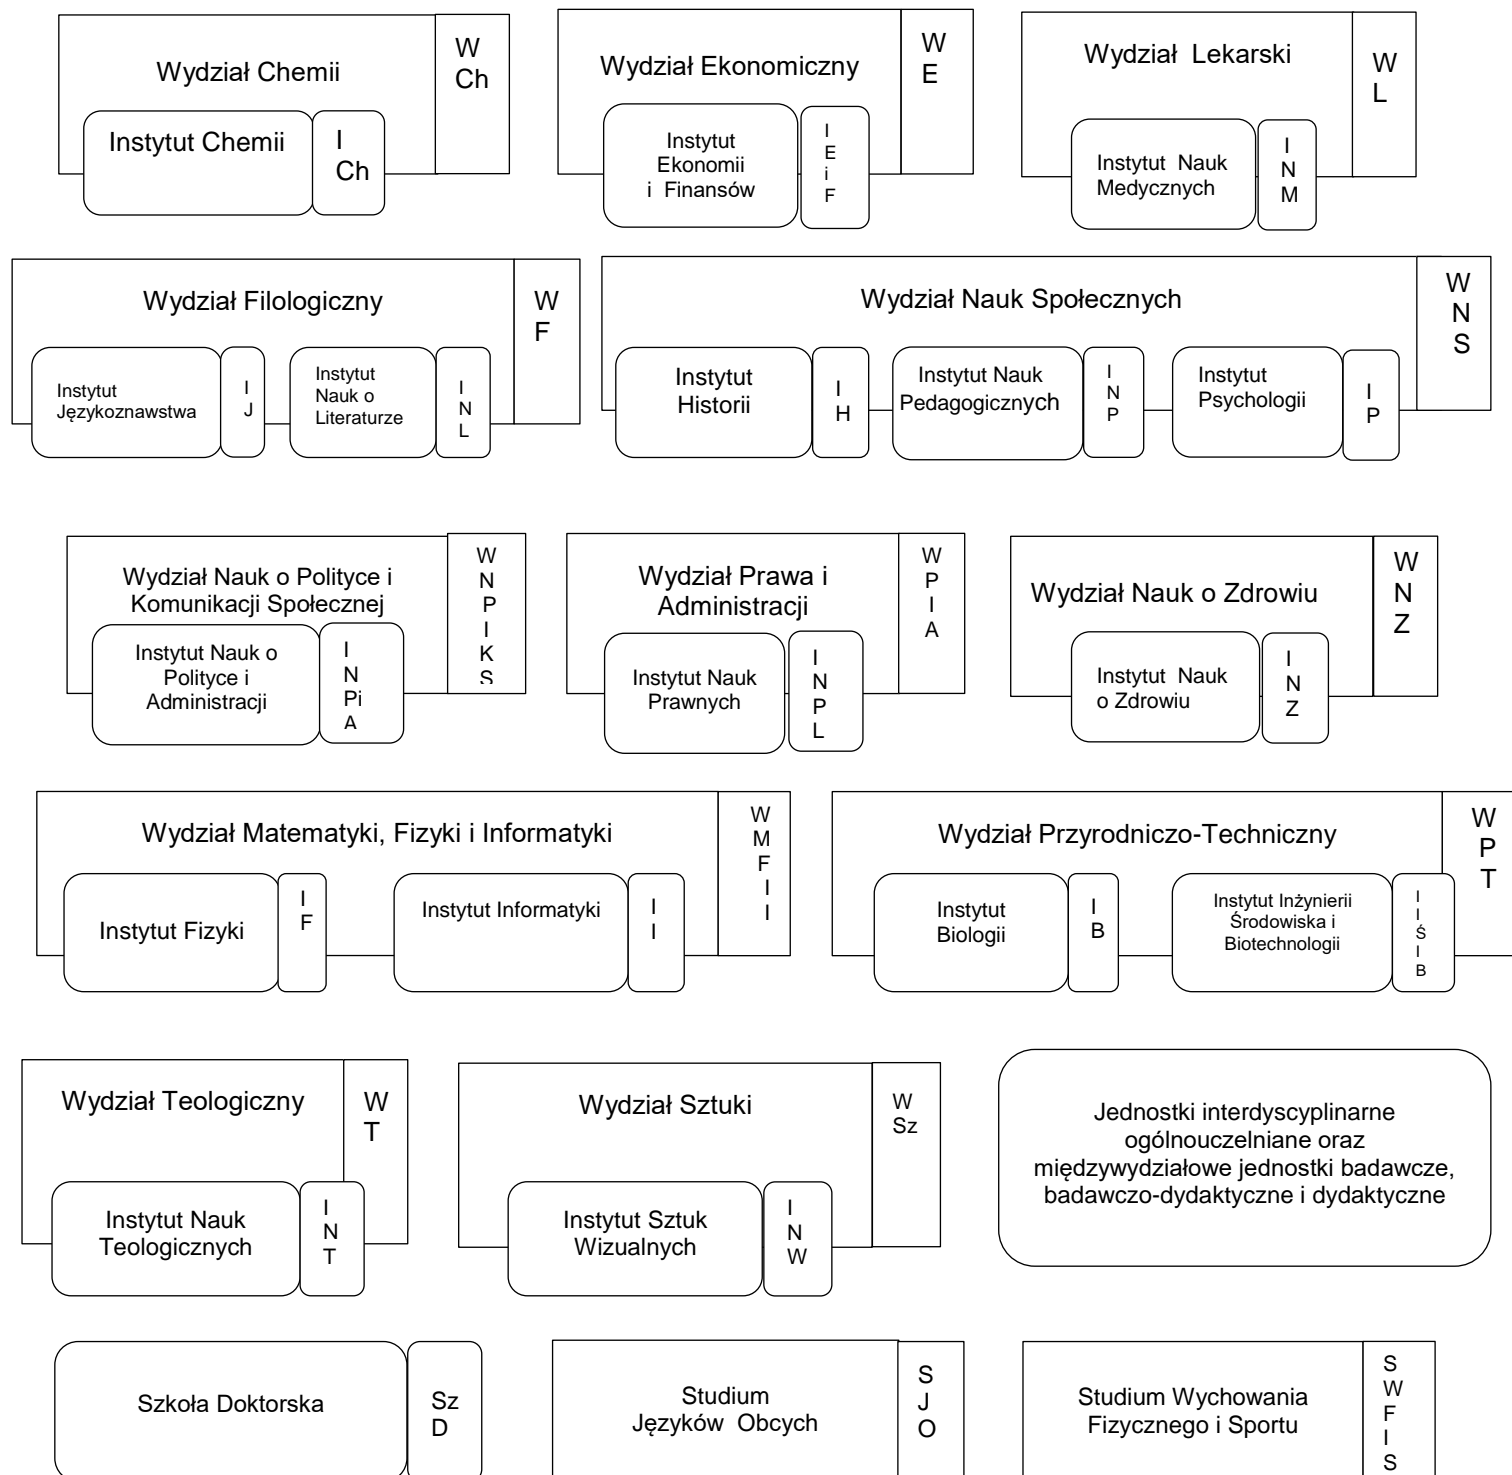 Wydział Chemii
W
Ch
Instytut Chemii
I
Ch
Wydział Ekonomiczny
W
E
Instytut
Ekonomii
i Finansów
I
E
i
F
Wydział Lekarski
W
L
Instytut Nauk
Medycznych
I
N
M
Wydział Filologiczny
W
F
Instytut
Językoznawstwa
I
J
Instytut
Nauk o
Literaturze
I
N
L
Wydział Nauk Społecznych
W
N
S
Instytut
Historii
I
H
Instytut Nauk
Pedagogicznych
I
N
P
Instytut
Psychologii
I
P
Wydział Nauk o Polityce i
Komunikacji Społecznej
W
N
P
I
K
S
Instytut Nauk o
Polityce i
Administracji
I
N
Pi
A
Wydział Prawa i
Administracji
W
P
I
A
Instytut Nauk
Prawnych
I
N
P
L
Wydział Nauk o Zdrowiu
W
N
Z
Instytut Nauk
o Zdrowiu
I
N
Z
Wydział Matematyki, Fizyki i Informatyki
W
M
F
I
I
Instytut Fizyki
I
F
Instytut Informatyki
I
I
Wydział Przyrodniczo-Techniczny
W
P
T
Instytut
Biologii
I
B
Instytut Inżynierii
Środowiska i
Biotechnologii
I
I
Ś
I
B
Wydział Teologiczny
W
T
Instytut Nauk
Teologicznych
I
N
T
Wydział Sztuki
W
Sz
Instytut Sztuk
Wizualnych
I
N
W
Jednostki interdyscyplinarne
ogólnouczelniane oraz
międzywydziałowe jednostki badawcze,
badawczo-dydaktyczne i dydaktyczne
Szkoła Doktorska
Sz
D
Studium
Języków Obcych
S
J
O
Studium Wychowania
Fizycznego i Sportu
S
W
F
I
S